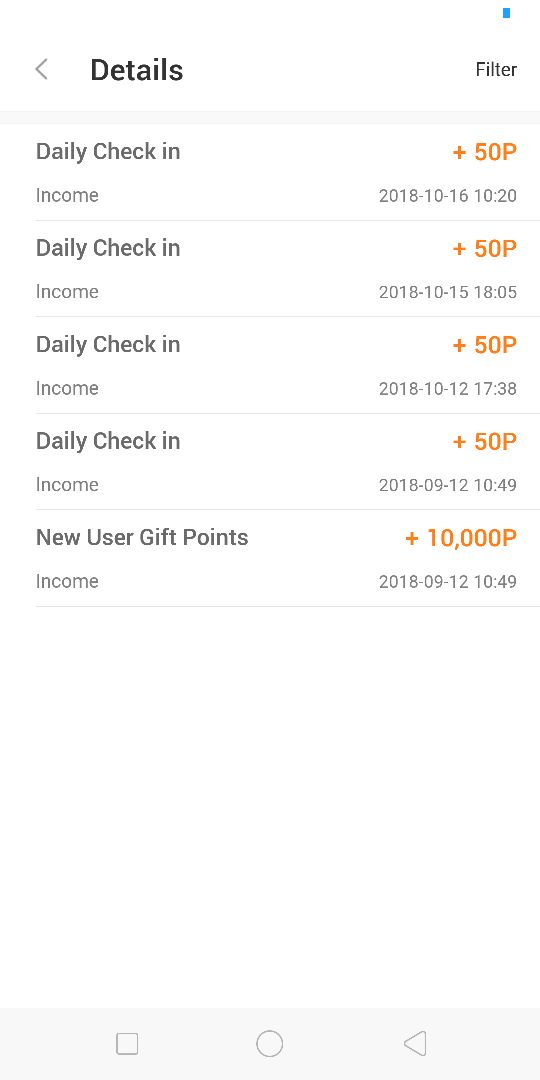 Details Filter
Daily Check in + 50P
Income 2018-10-16 10:20
Daily Check in + 50P
Income 2018-10-15 18:05
Daily Check in + 50P
Income 2018-10-12 17:38
Daily Check in + 50P
Income 2018-09-12 10:49
New User Gift Points + 10,000P
Income 2018-09-12 10:49